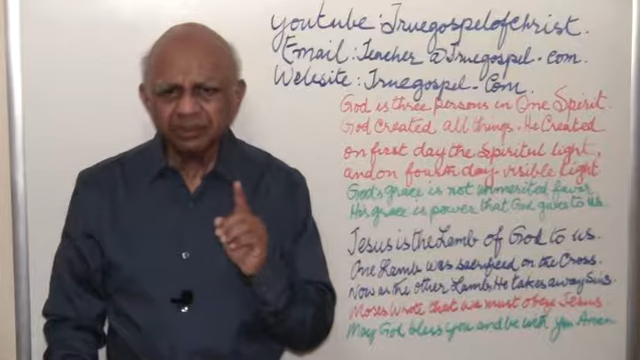 youtube : Truegospelofchrist.
Email : Teacher @Truegospel.com.
Website : Truegospel.Com.
God is three persons in One Spirit.
God created all things. He Created
on first day the Spiritul light,
and on fourth day visible light
God's grace is not unmerited favor
His grace is power that God gives to us
Jesus is the Lamb of God to us.
One Lamb was sacrificed on the Cross.
Now as the other Lamb, He takes away Sins
Moses Wrote that we must obey Jesus
May God bless you and be with you Amen